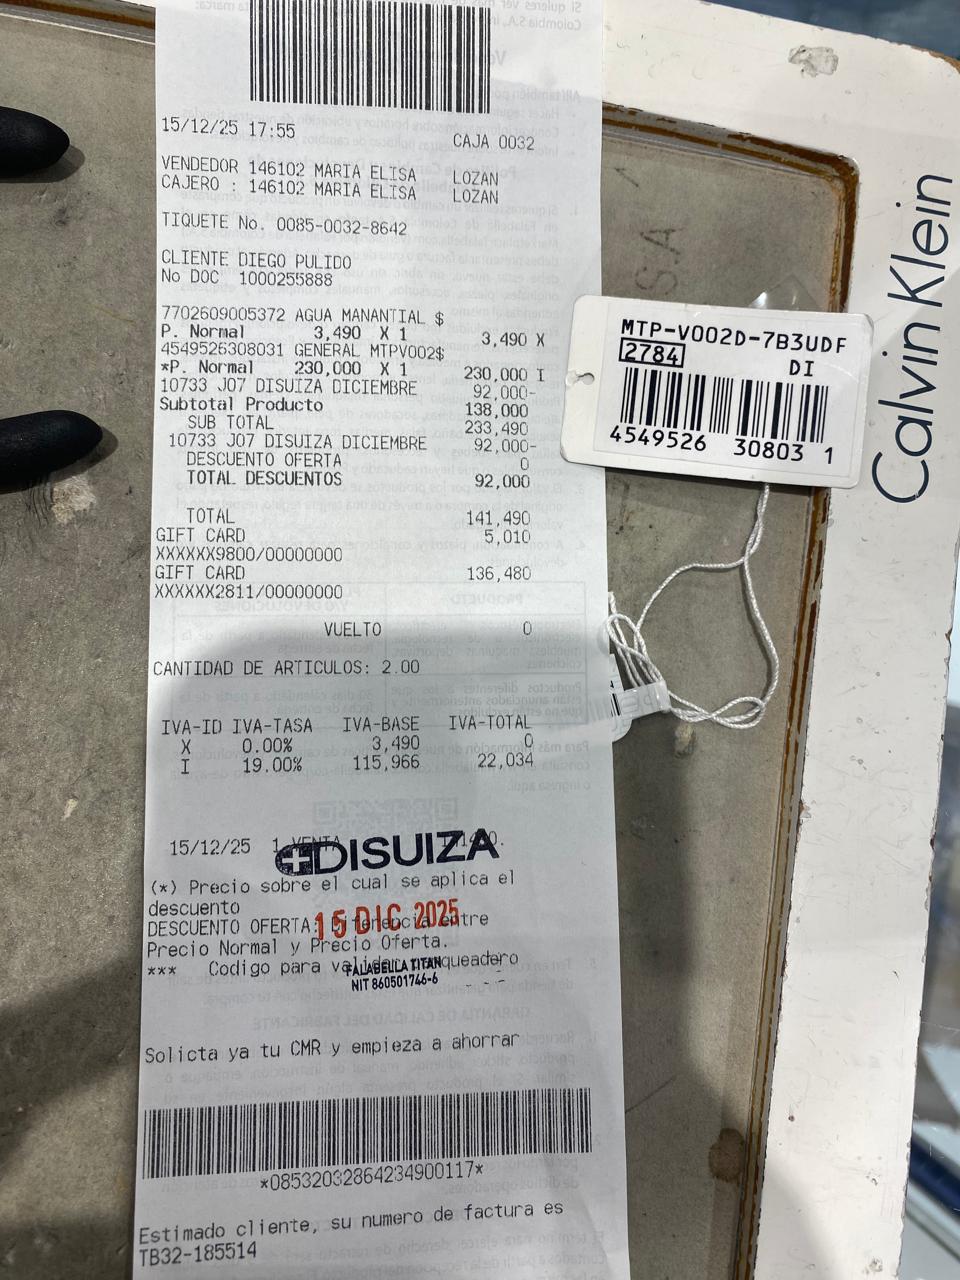 15/12/25 17:55 CAJA 0032
VENDEDOR 146102 MARIA ELISA LOZAN
CAJERO : 146102 MARIA ELISA LOZAN
TIQUETE No. 0085-0032-8642
CLIENTE DIEGO PULIDO
No DOC 1000255888
7702609005372 AGUA MANANTIAL $
P. Normal 3,490 X 1 3,490 X
4549526308031 GENERAL MTPV002$
*P. Normal 230,000 X 1 230,000 I
10733 J07 DISUIZA DICIEMBRE 92,000-
Subtotal Producto 138,000
SUB TOTAL 233,490
10733 J07 DISUIZA DICIEMBRE 92,000-
DESCUENTO OFERTA 0
TOTAL DESCUENTOS 92,000
TOTAL 141,490
GIFT CARD 5,010
XXXXXX9800/00000000
GIFT CARD 136,480
XXXXXX2811/00000000
VUELTO 0
CANTIDAD DE ARTICULOS: 2.00
IVA-ID IVA-TASA IVA-BASE IVA-TOTAL
X 0.00% 3,490 0
I 19.00% 115,966 22,034
15/12/25 1 VENTA
DISUIZA
(*) Precio sobre el cual se aplica el
descuento
DESCUENTO OFERTA: Diferencia entre
15 DIC 2025
Precio Normal y Precio Oferta.
*** Codigo para validar parqueadero
FALABELLA TITAN
NIT 860501746-6
Solicta ya tu CMR y empieza a ahorrar
*08532032864234900117*
Estimado cliente, su numero de factura es
TB32-185514
MTP-V002D-7B3UDF
2784 DI
4549526 30803 1
Calvin Klein